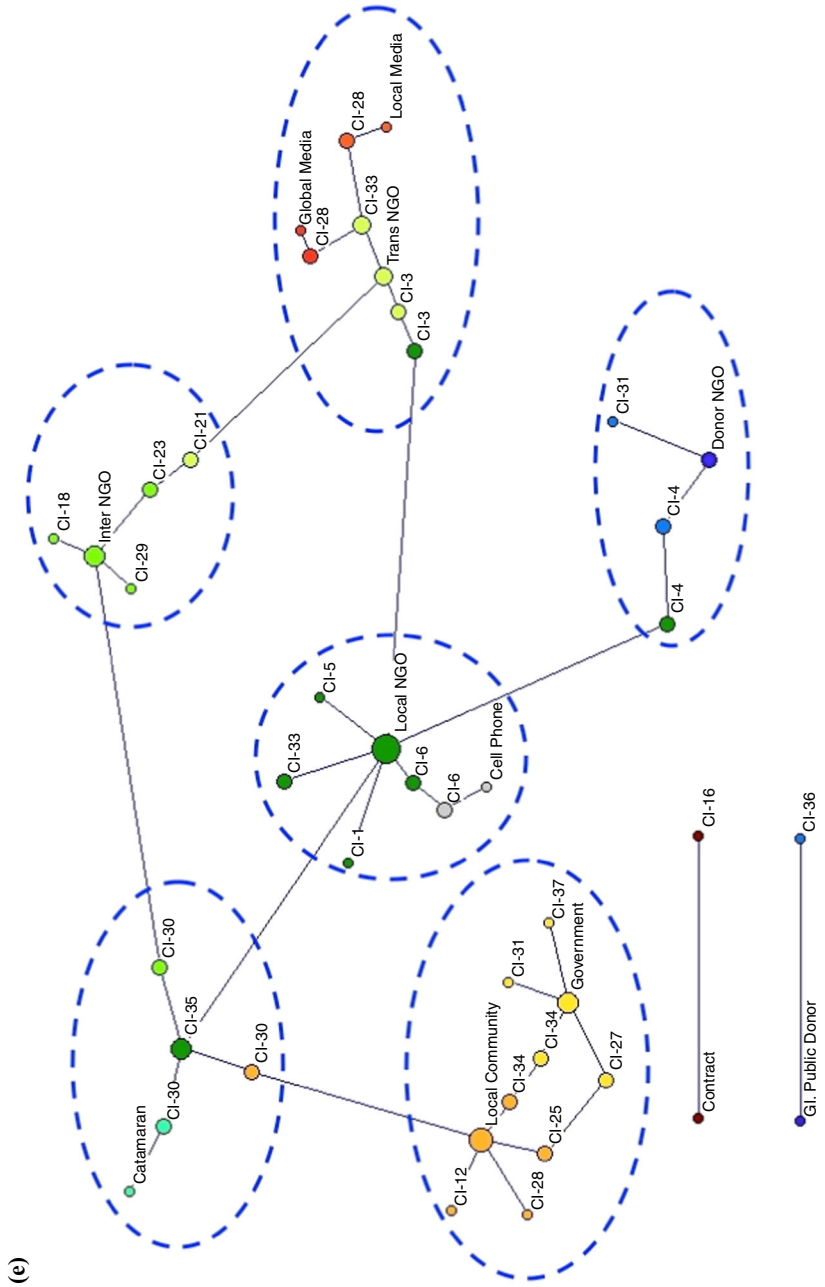 (e)
Catamaran
CI-30
CI-35
CI-30
CI-30
Inter NGO
CI-18
CI-29
CI-23
CI-21
Global Media
CI-28
CI-28
Local Media
CI-33
Trans NGO
CI-3
CI-3
CI-33
CI-5
Local NGO
CI-1
CI-6
CI-6
Cell Phone
CI-31
Donor NGO
CI-4
CI-4
Local Community
CI-12
CI-28
CI-34
CI-34
CI-25
CI-27
CI-31
CI-37
Government
Contract
CI-16
GI. Public Donor
CI-36